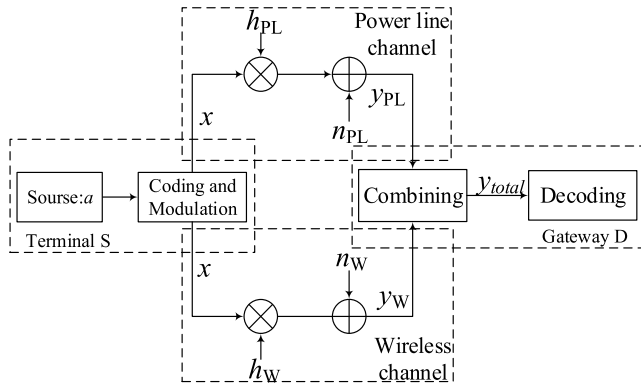 h_PL
Power line
channel
x
y_PL
n_PL
Sourse:a
Coding and
Modulation
Combining
y_total
Decoding
Terminal S
Gateway D
x
n_W
y_W
h_W
Wireless
channel